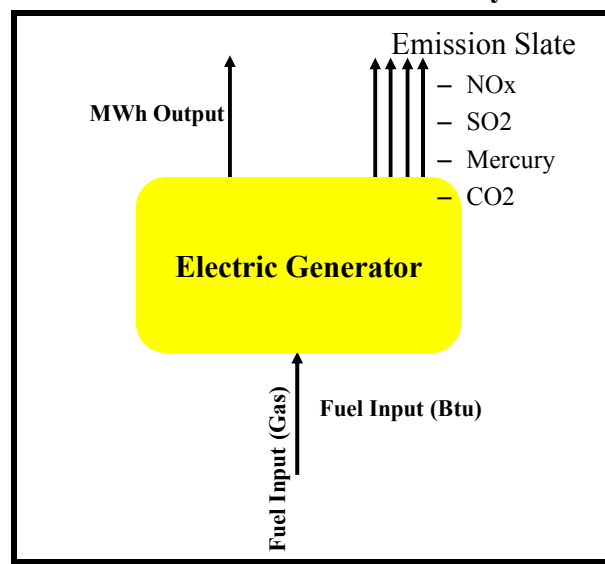 Emission Slate
– NOx
MWh Output
– SO2
– Mercury
– CO2
Electric Generator
Fuel Input (Btu)
Fuel Input (Gas)